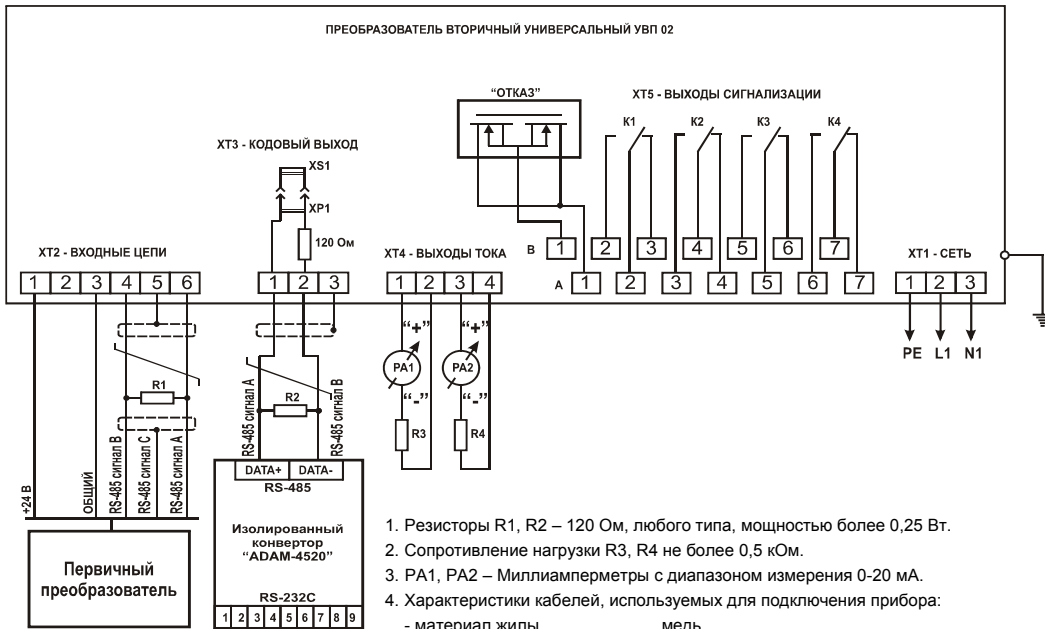 ПРЕОБРАЗОВАТЕЛЬ ВТОРИЧНЫЙ УНИВЕРСАЛЬНЫЙ УВП 02
“ОТКАЗ”
XT5 - ВЫХОДЫ СИГНАЛИЗАЦИИ
К1 К2 К3 К4
XT3 - КОДОВЫЙ ВЫХОД
XS1
XP1
120 Ом
XT2 - ВХОДНЫЕ ЦЕПИ
XT4 - ВЫХОДЫ ТОКА
XT1 - СЕТЬ
В 1 2 3 4 5 6 7
А 1 2 3 4 5 6 7
1 2 3 4 5 6
1 2 3
1 2 3 4
1 2 3
PE L1 N1
“+” “+”
PA1 PA2
“-” “-”
R3 R4
R1
R2
+24 В
ОБЩИЙ
RS-485 сигнал В
RS-485 сигнал С
RS-485 сигнал А
RS-485 сигнал А
RS-485 сигнал В
DATA+ DATA-
RS-485
Изолированный
конвертор
“ADAM-4520”
RS-232C
1 2 3 4 5 6 7 8 9
Первичный
преобразователь
1. Резисторы R1, R2 – 120 Ом, любого типа, мощностью более 0,25 Вт.
2. Сопротивление нагрузки R3, R4 не более 0,5 кОм.
3. PA1, PA2 – Миллиамперметры с диапазоном измерения 0-20 мА.
4. Характеристики кабелей, используемых для подключения прибора:
- материал жилы медь